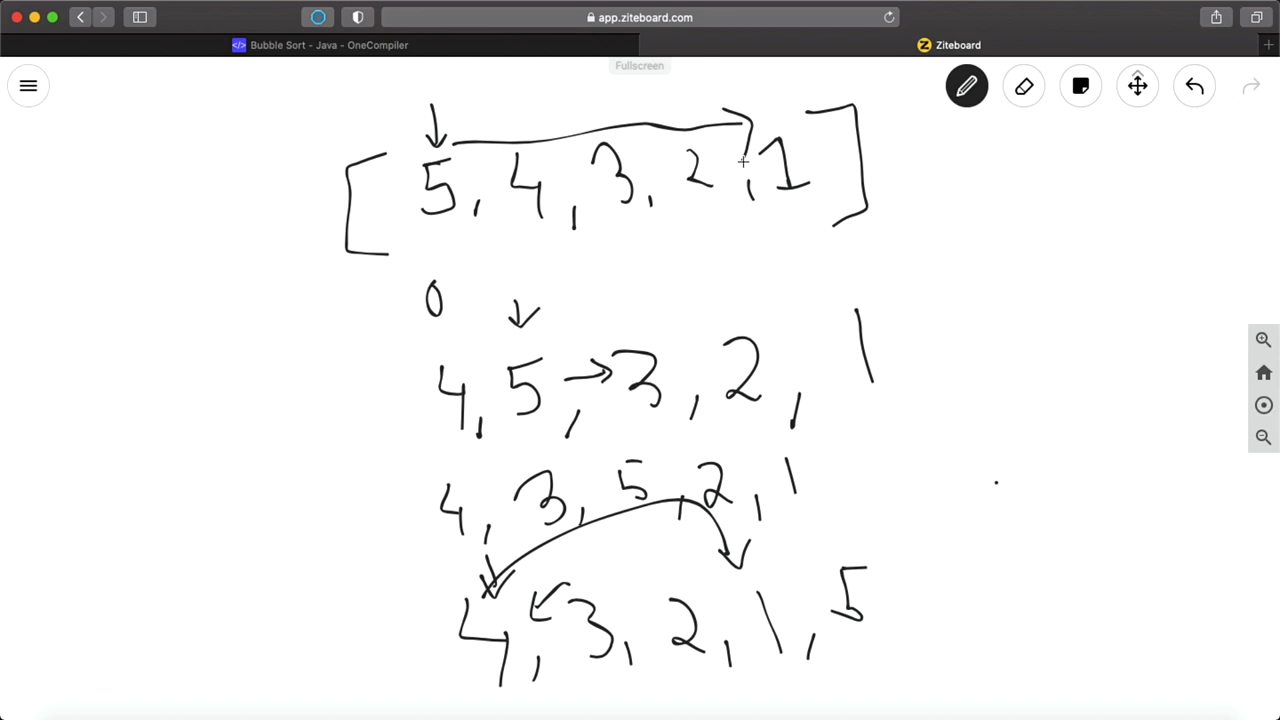 app.ziteboard.com
</> Bubble Sort - Java - OneCompiler
Z Ziteboard
Fullscreen
[ 5, 4, 3, 2, 1 ]
0
4, 5, → 3, 2, 1
4, 3, 5, 2, 1
4, 3, 2, 1, 5